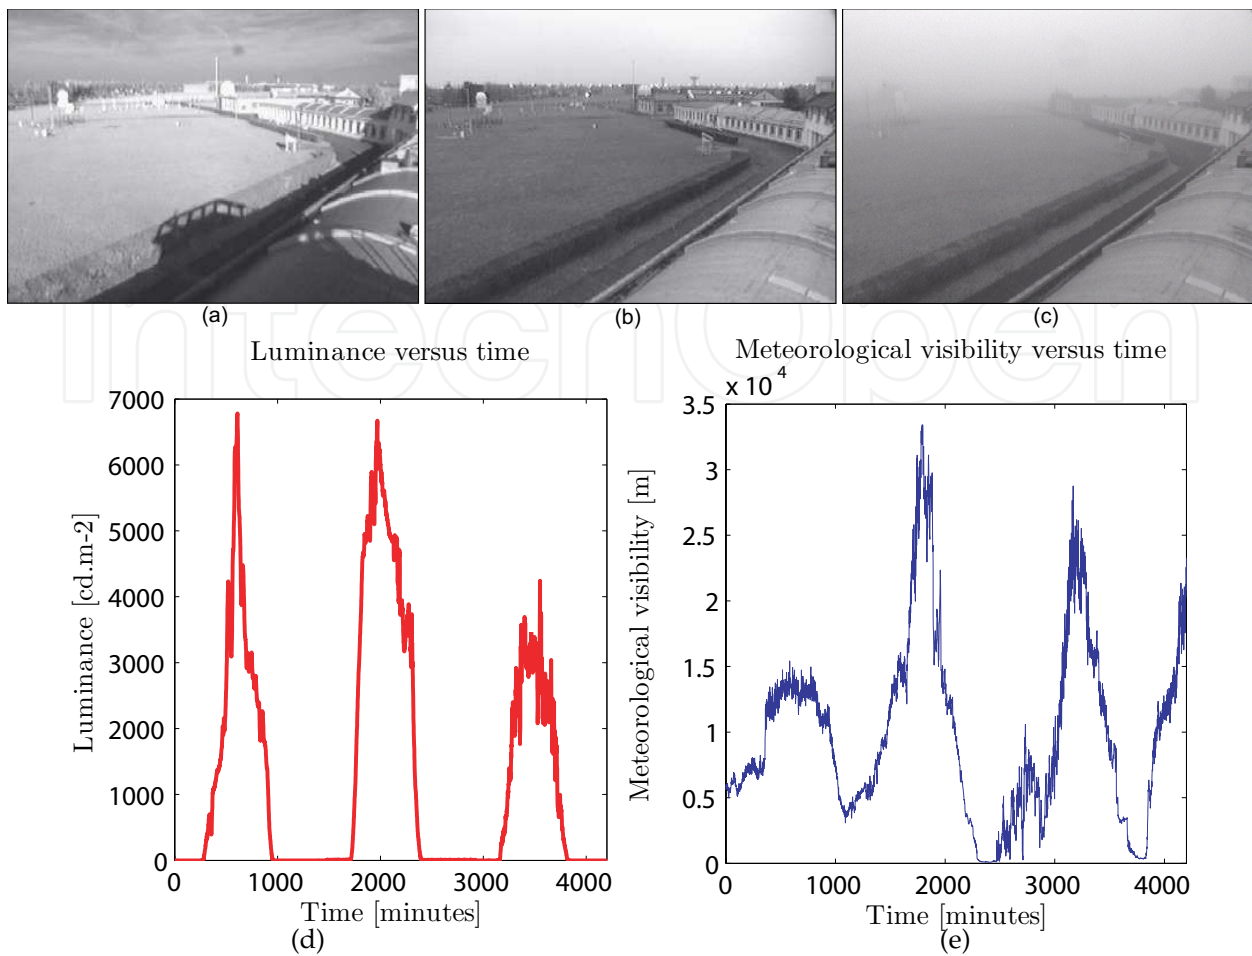 (a)
(b)
(c)
IntechOpen
Luminance versus time
Meteorological visibility versus time
x 10 4
7000
6000
5000
4000
3000
2000
1000
0
Luminance [cd.m-2]
0
1000
2000
3000
4000
Time [minutes]
(d)
3.5
3
2.5
2
1.5
1
0.5
0
Meteorological visibility [m]
0
1000
2000
3000
4000
Time [minutes]
(e)